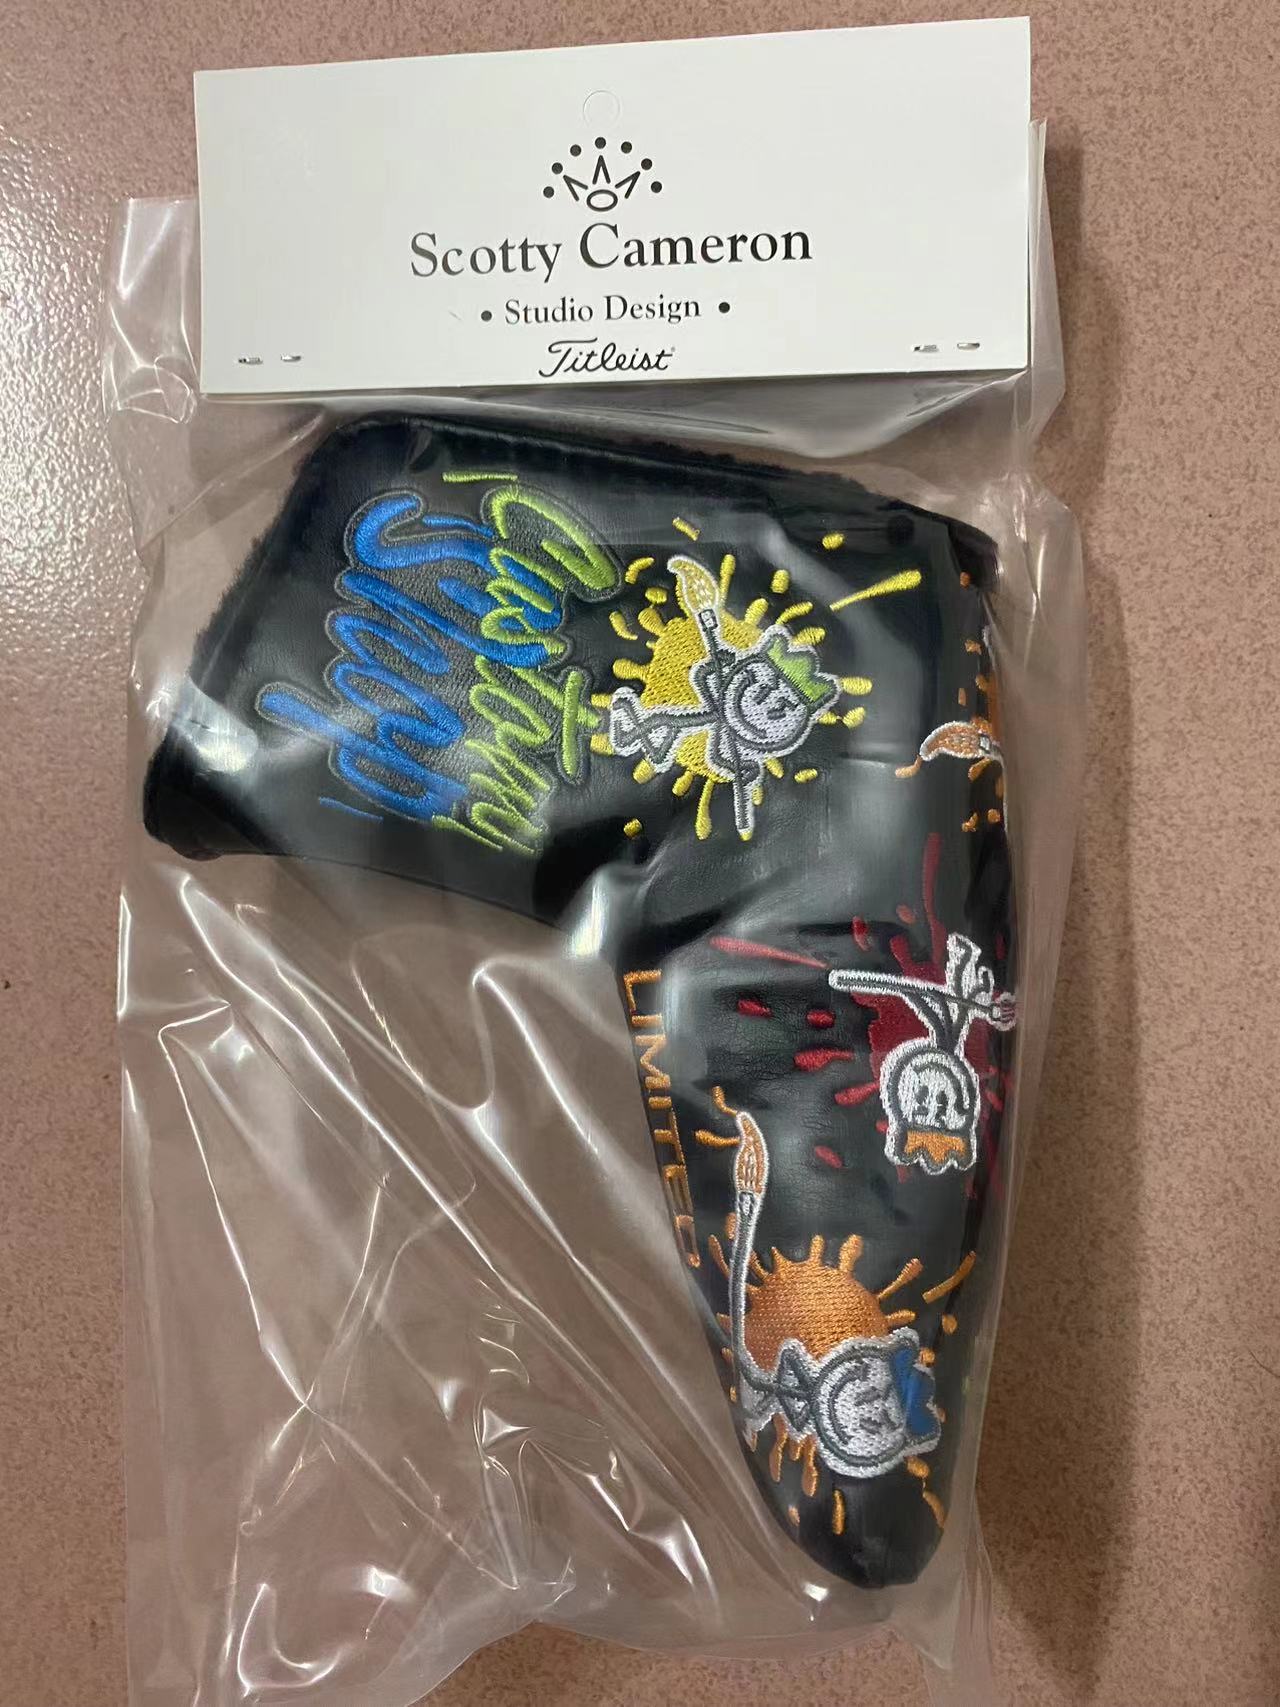 Scotty Cameron
• Studio Design •
Titleist
Custom
Shop
LIMITED